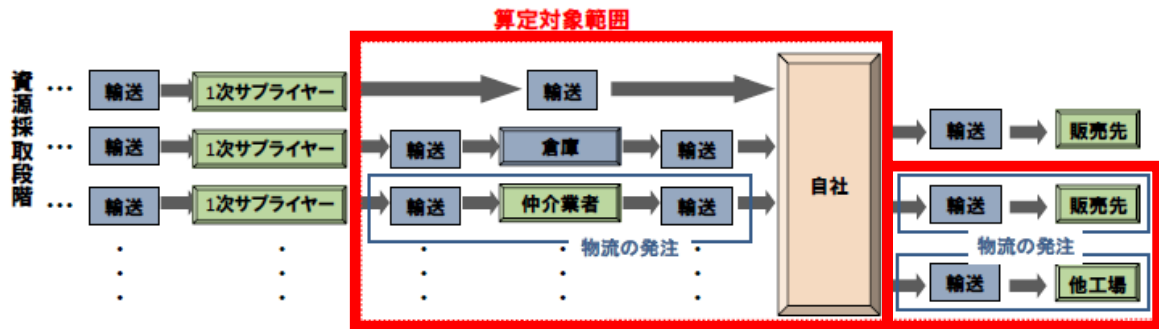 算定対象範囲
資源採取段階
… 輸送 1次サプライヤー 輸送
輸送 販売先
… 輸送 1次サプライヤー 輸送 倉庫 輸送
自社
… 輸送 1次サプライヤー 輸送 仲介業者 輸送
輸送 販売先
物流の発注
物流の発注
輸送 他工場